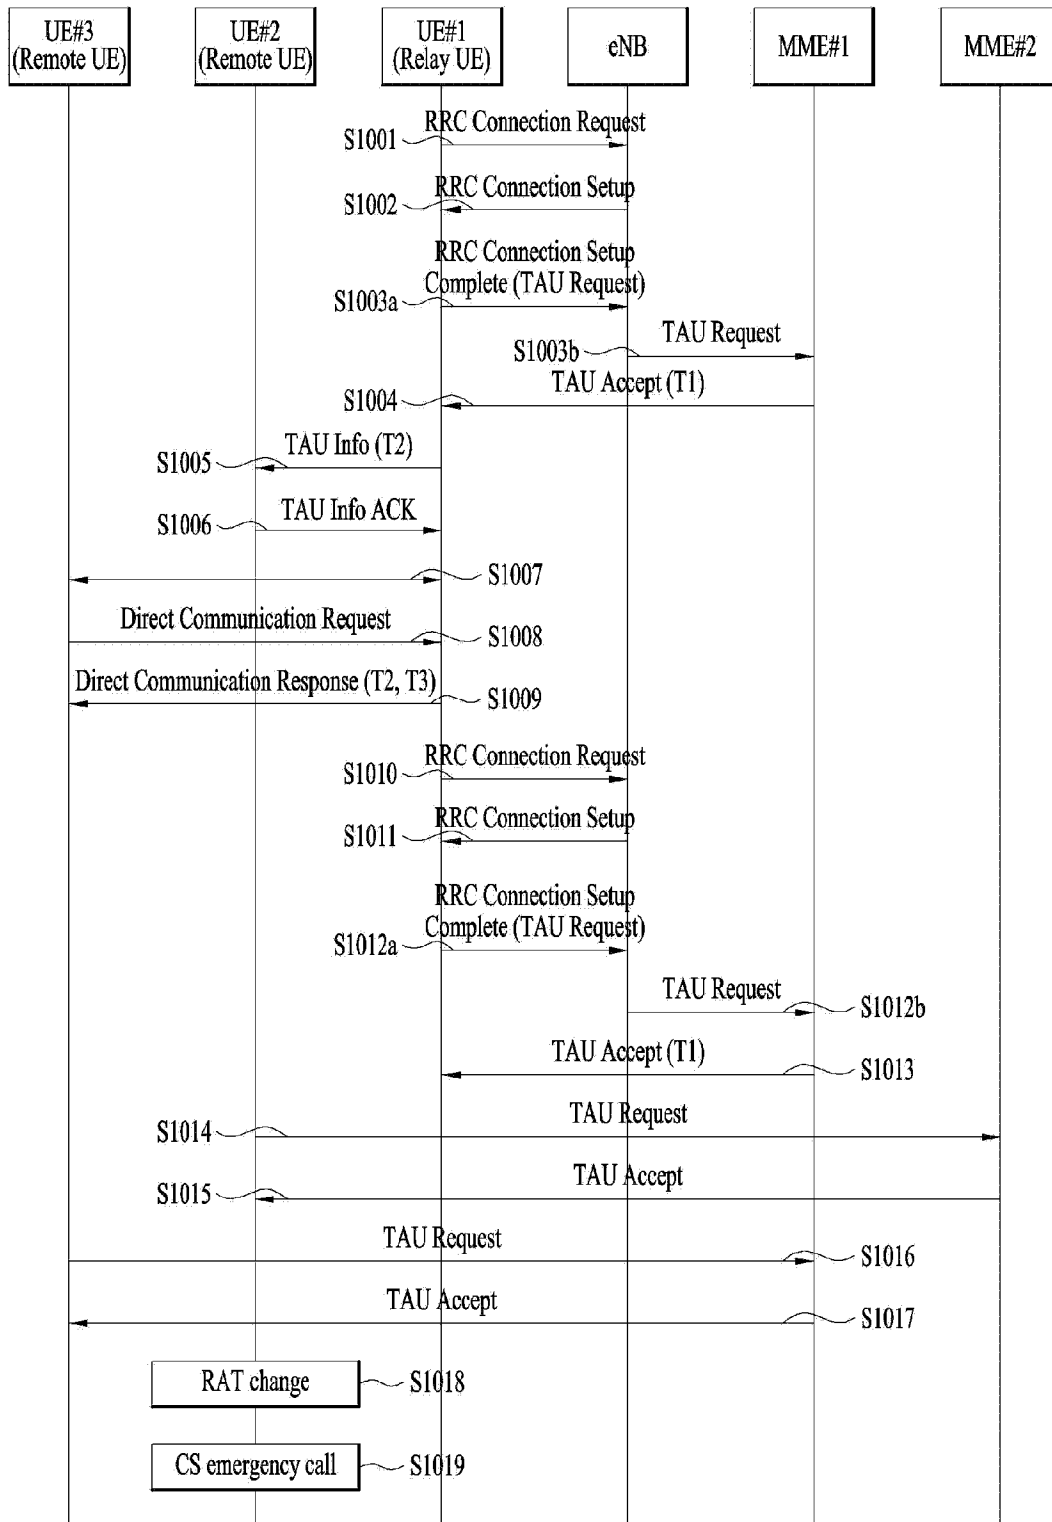 UE#3
(Remote UE)
UE#2
(Remote UE)
UE#1
(Relay UE)
eNB
MME#1
MME#2
RRC Connection Request
S1001
RRC Connection Setup
S1002
RRC Connection Setup
Complete (TAU Request)
S1003a
TAU Request
S1003b
TAU Accept (T1)
S1004
TAU Info (T2)
S1005
TAU Info ACK
S1006
S1007
Direct Communication Request
S1008
Direct Communication Response (T2, T3)
S1009
RRC Connection Request
S1010
RRC Connection Setup
S1011
RRC Connection Setup
Complete (TAU Request)
S1012a
TAU Request
S1012b
TAU Accept (T1)
S1013
TAU Request
S1014
TAU Accept
S1015
TAU Request
S1016
TAU Accept
S1017
RAT change
S1018
CS emergency call
S1019